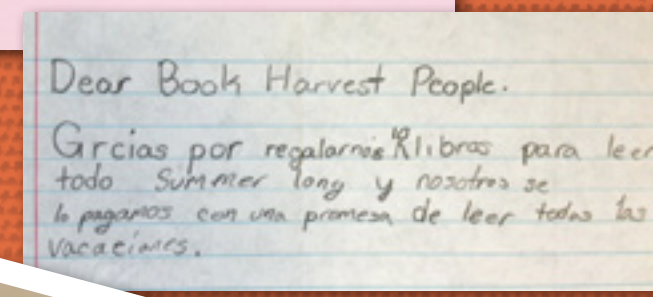 Dear Book Harvest People.
Grcias por regalarnos 10 libros para leer
todo Summer long y nosotros se
lo pagamos con una promesa de leer todas las
vacaciones.